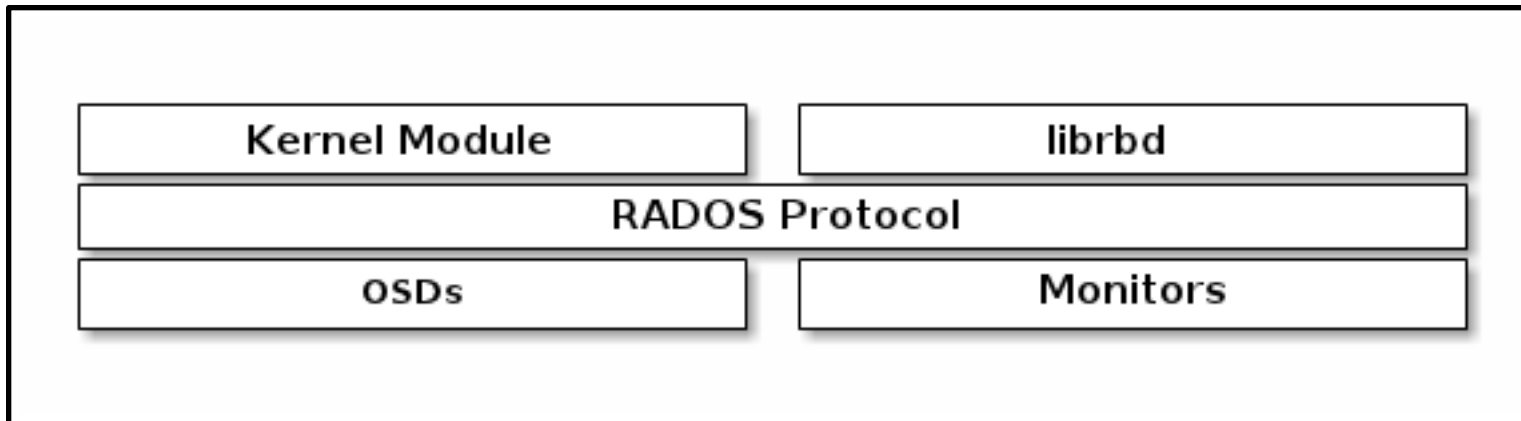 Kernel Module
librbd
RADOS Protocol
OSDs
Monitors